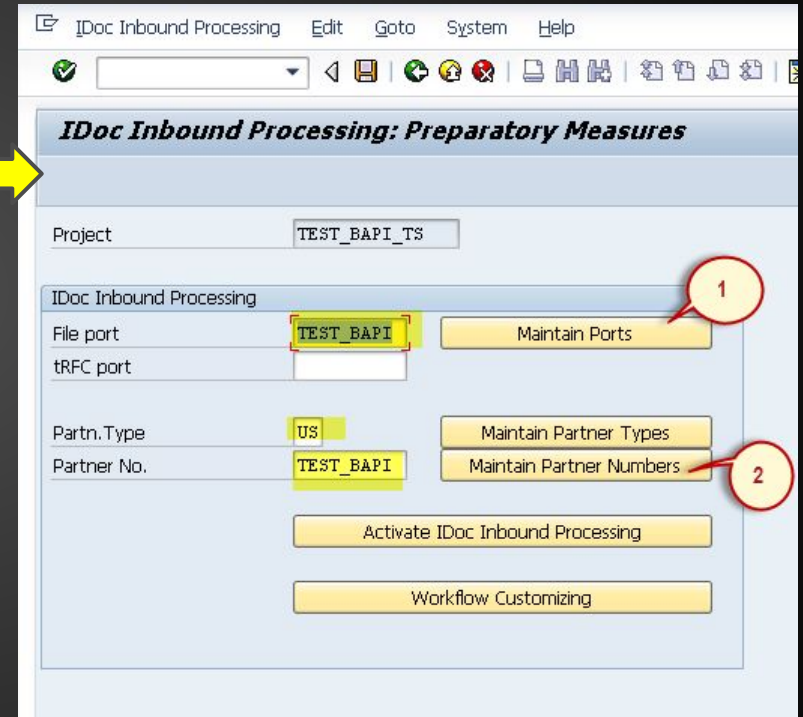 IDoc Inbound Processing Edit Goto System Help
IDoc Inbound Processing: Preparatory Measures
Project TEST_BAPI_TS
IDoc Inbound Processing
1
File port TEST_BAPI Maintain Ports
tRFC port
Partn.Type US Maintain Partner Types
Partner No. TEST_BAPI Maintain Partner Numbers
2
Activate IDoc Inbound Processing
Workflow Customizing